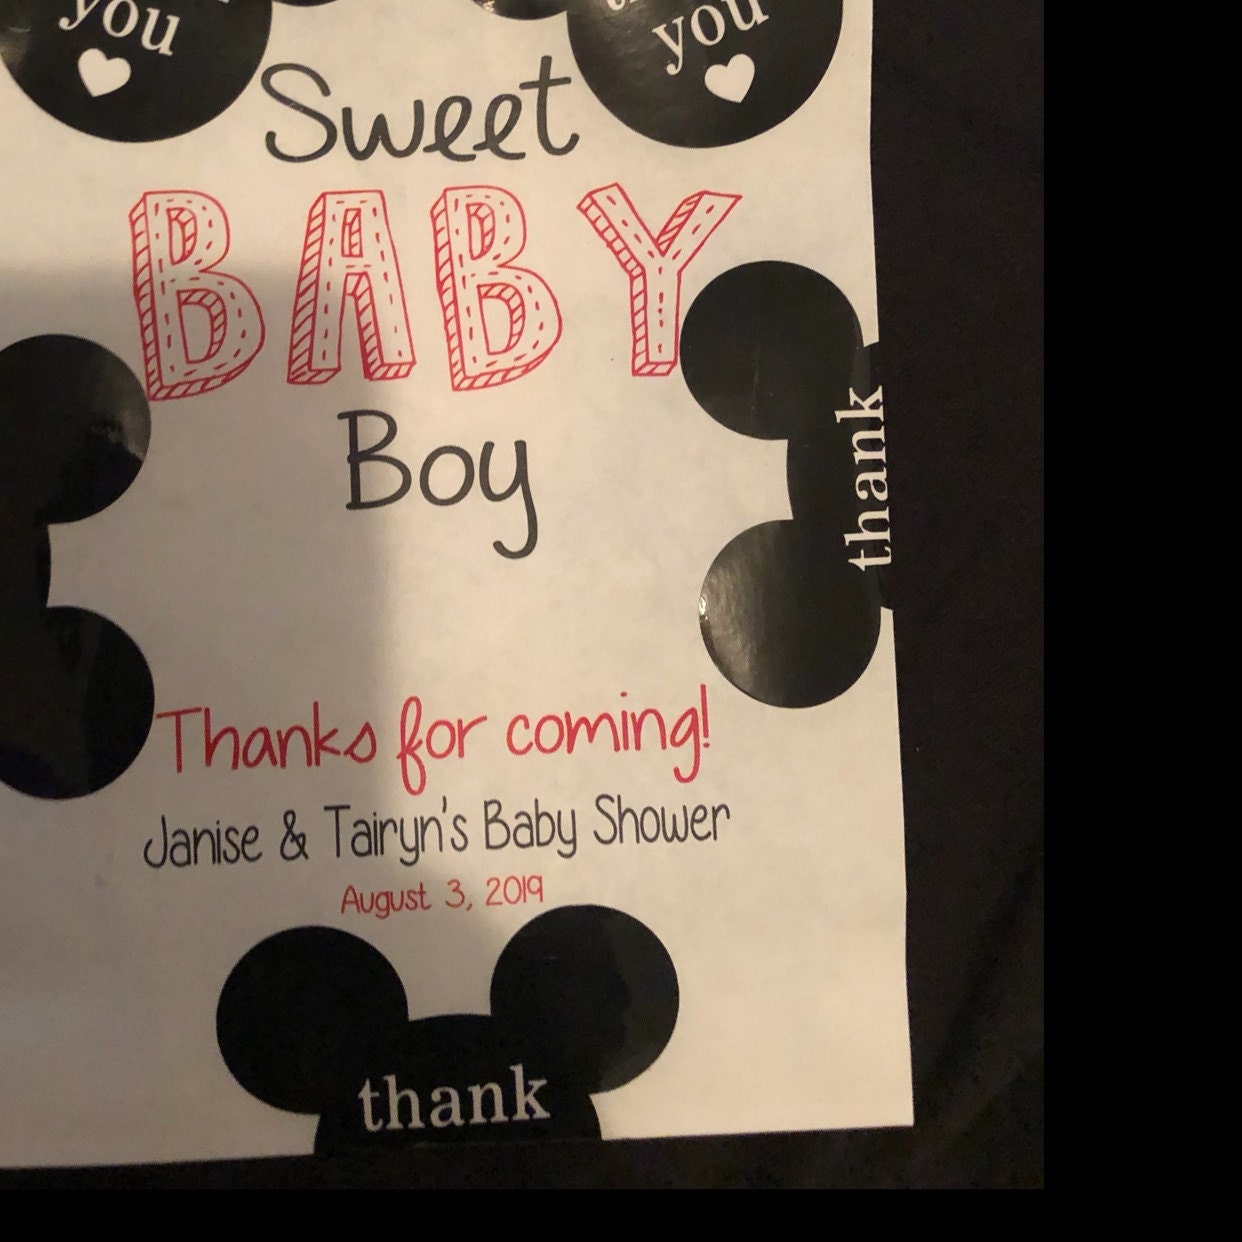 you
you
Sweet
BABY
Boy
thank
Thanks for coming!
Janise & Tairyn's Baby Shower
August 3, 2019
thank